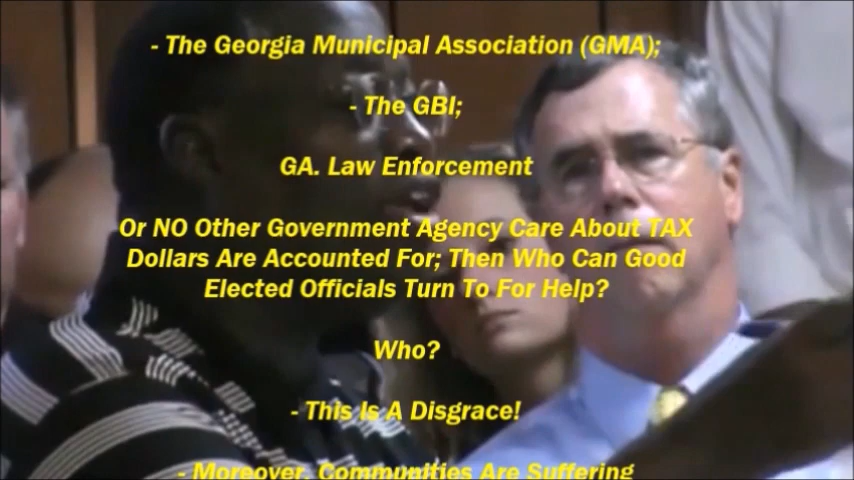 - The Georgia Municipal Association (GMA);
- The GBI;
GA. Law Enforcement
Or NO Other Government Agency Care About TAX
Dollars Are Accounted For; Then Who Can Good
Elected Officials Turn To For Help?
Who?
- This Is A Disgrace!
- Moreover, Communities Are Suffering